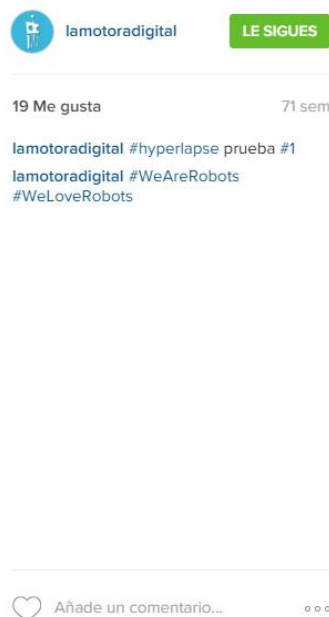 lamotoradigital
LE SIGUES
19 Me gusta
71 sem
lamotoradigital #hyperlapse prueba #1
lamotoradigital #WeAreRobots
#WeLoveRobots
Añade un comentario...